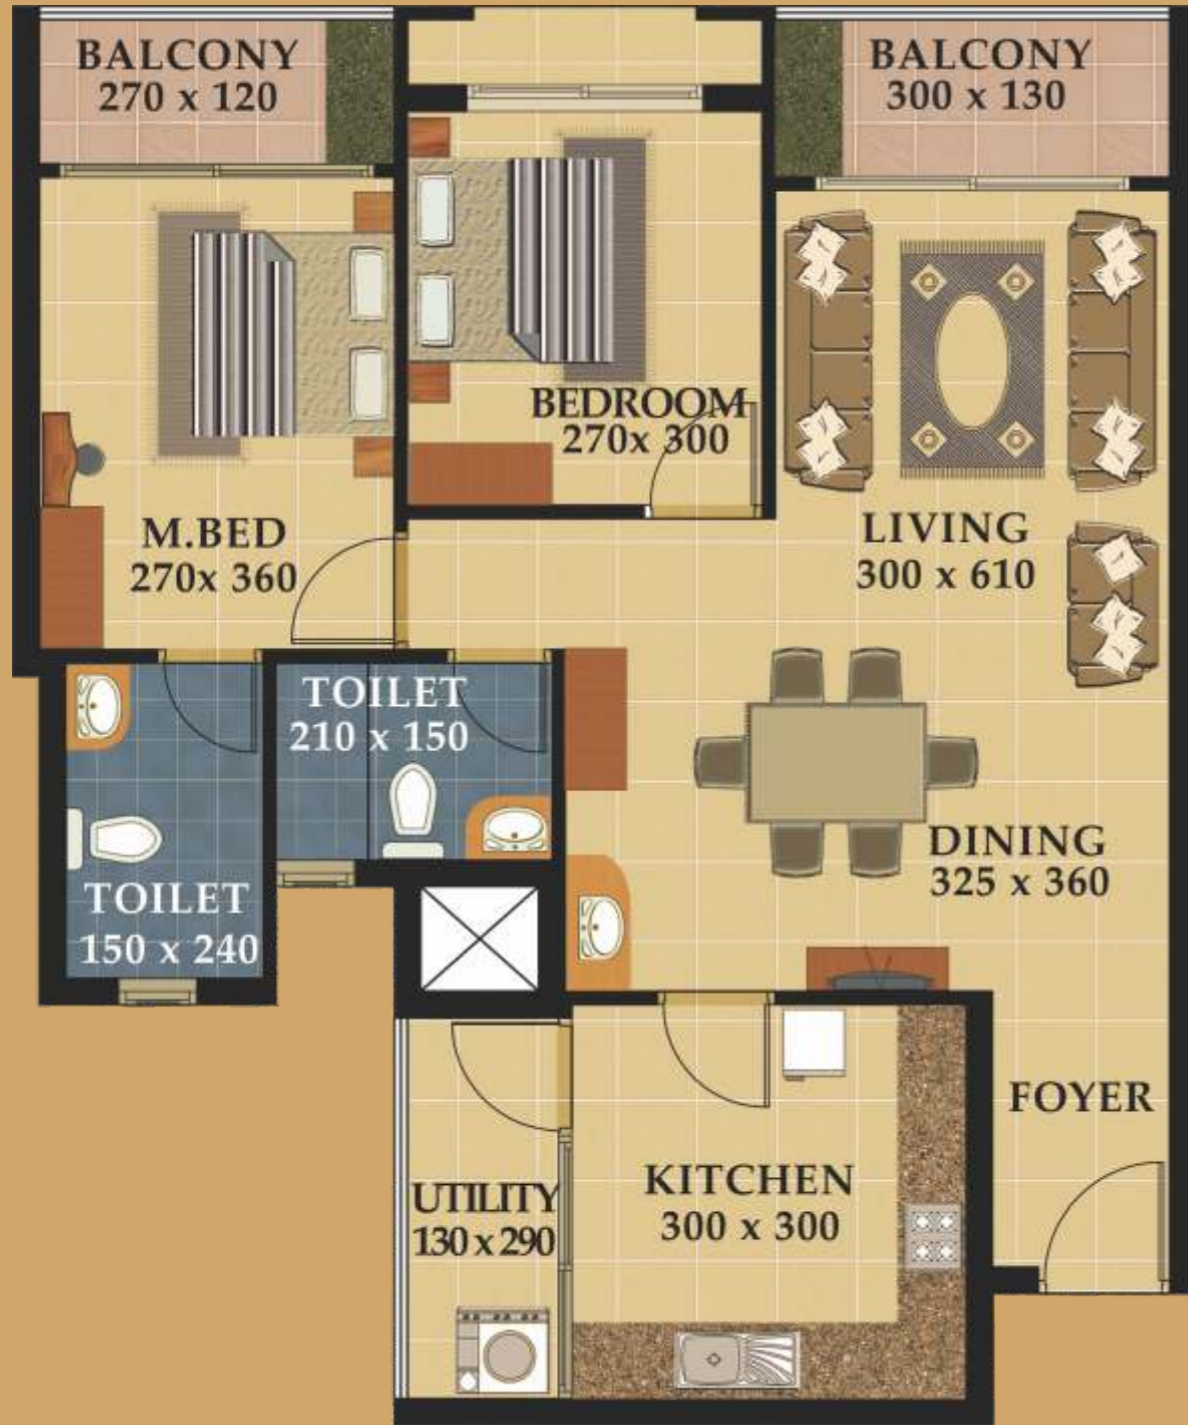 BALCONY
270 x 120
BALCONY
300 x 130
BEDROOM
270x 300
M.BED
270x 360
LIVING
300 x 610
TOILET
210 x 150
DINING
325 x 360
TOILET
150 x 240
FOYER
KITCHEN
300 x 300
UTILITY
130 x 290